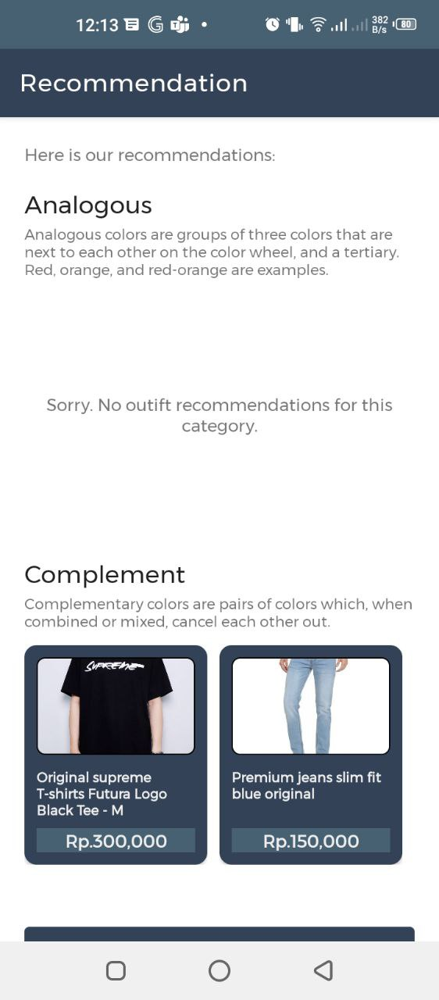 12:13
382
B/s
80
Recommendation
Here is our recommendations:
Analogous
Analogous colors are groups of three colors that are
next to each other on the color wheel, and a tertiary.
Red, orange, and red-orange are examples.
Sorry. No outift recommendations for this
category.
Complement
Complementary colors are pairs of colors which, when
combined or mixed, cancel each other out.
SUPREME
Original supreme
T-shirts Futura Logo
Black Tee - M
Rp.300,000
Premium jeans slim fit
blue original
Rp.150,000